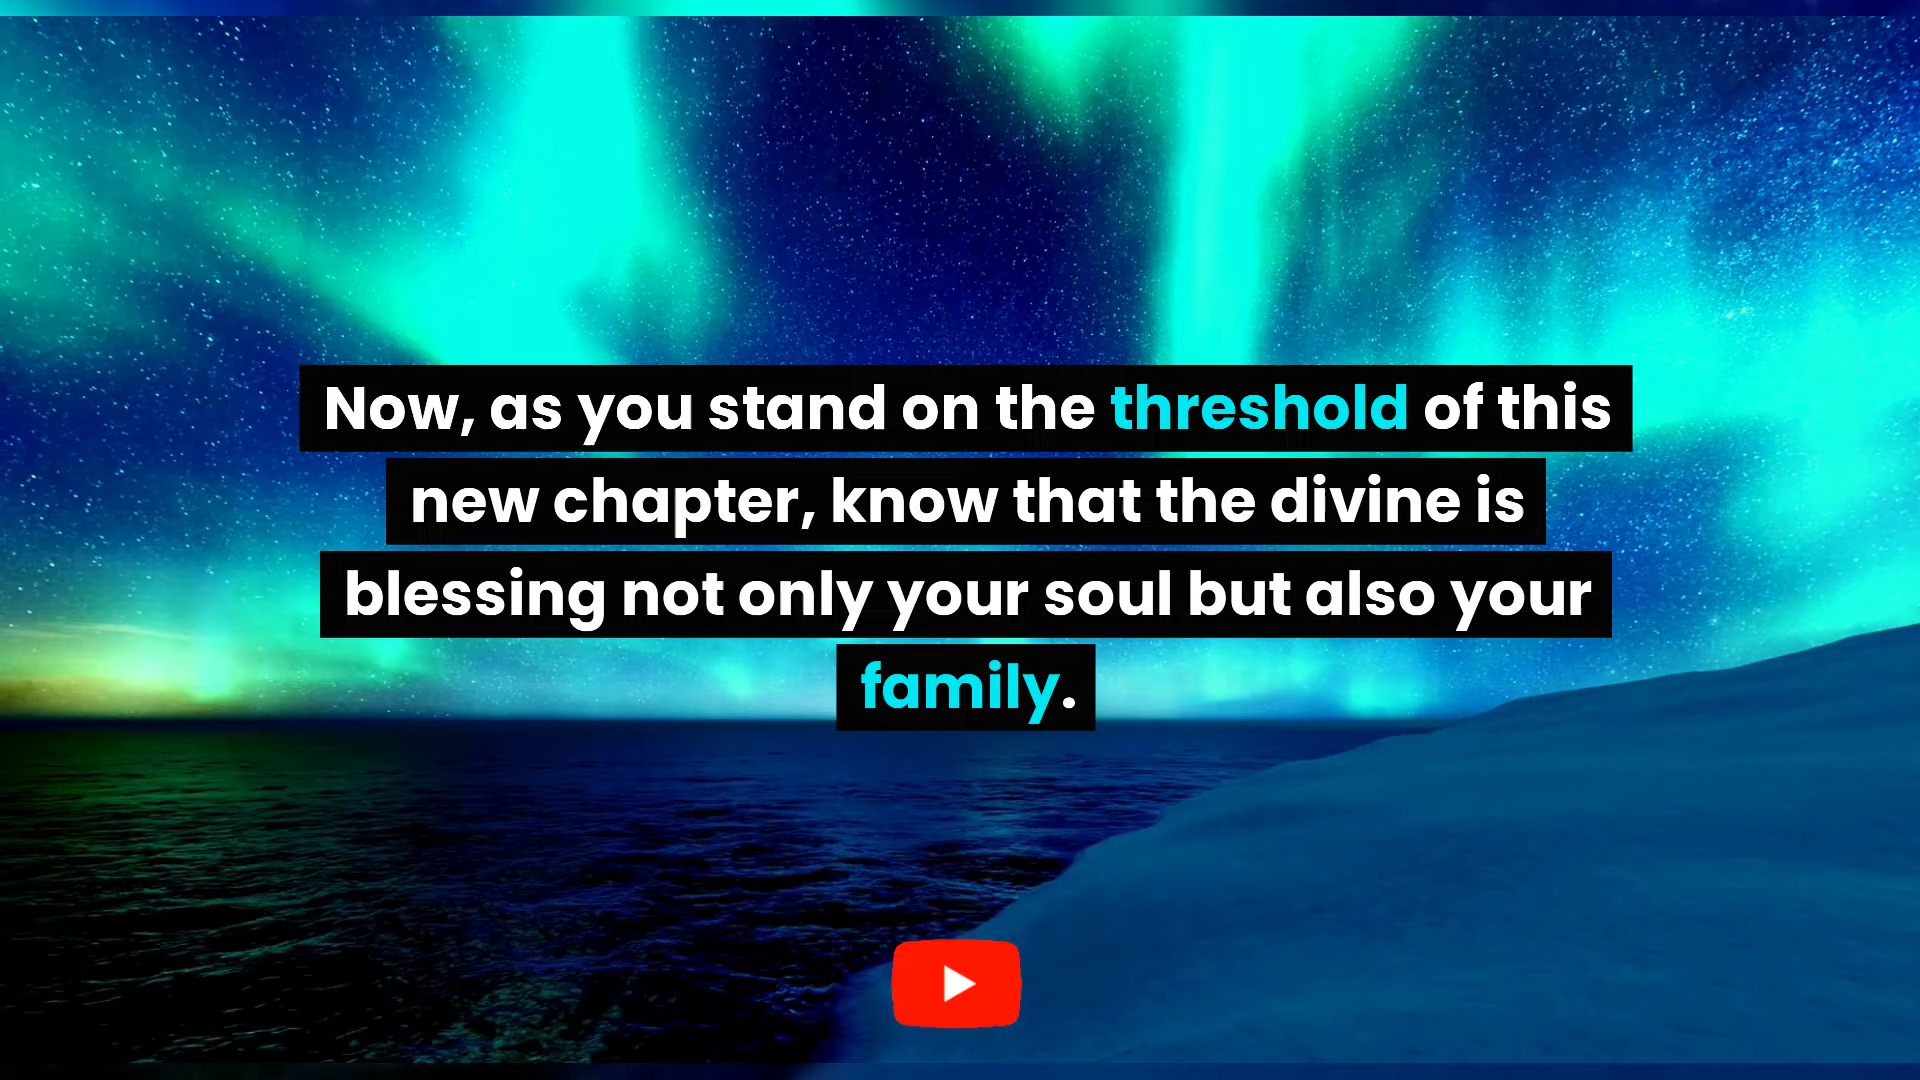 Now, as you stand on the threshold of this
new chapter, know that the divine is
blessing not only your soul but also your
family.